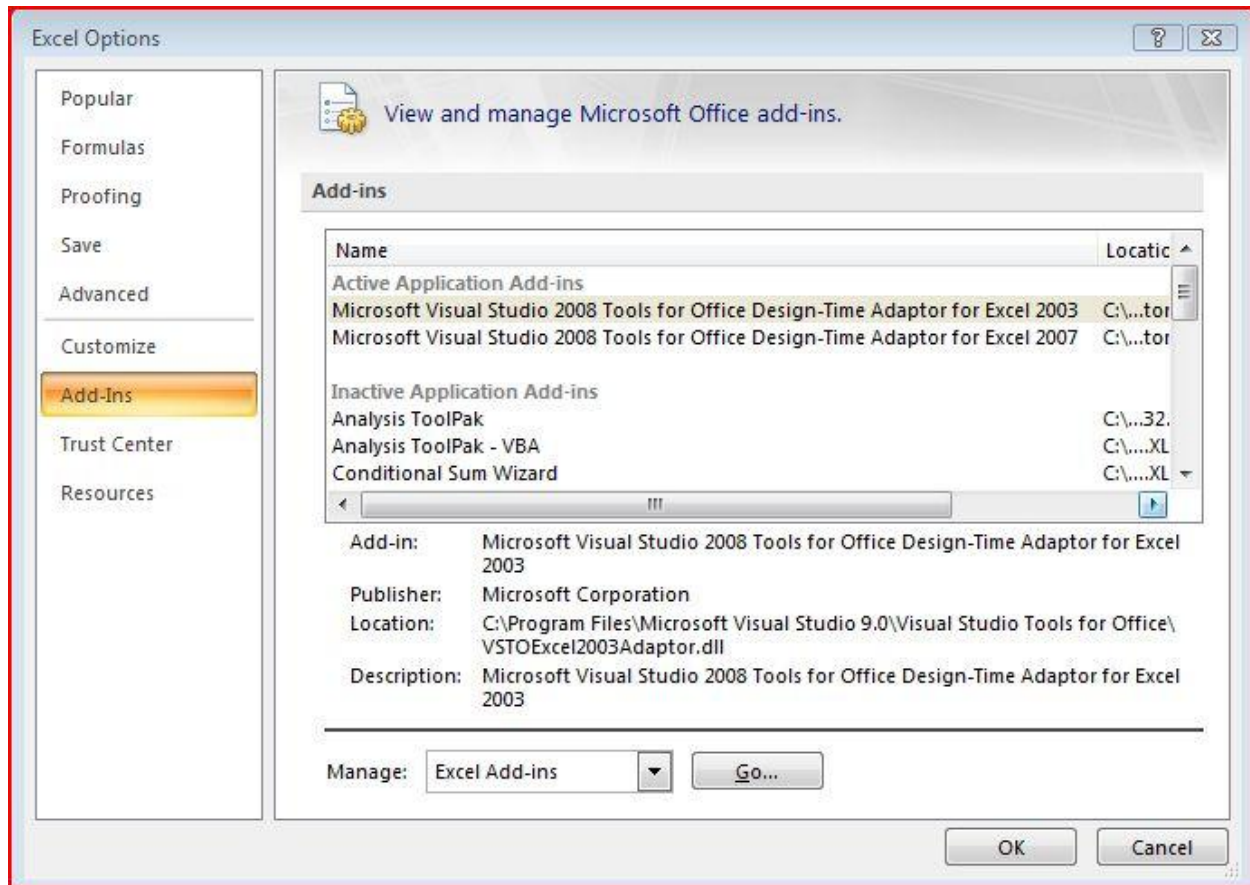 Excel Options
Popular
Formulas
Proofing
Save
Advanced
Customize
Add-Ins
Trust Center
Resources
View and manage Microsoft Office add-ins.
Add-ins
Name Locatic
Active Application Add-ins
Microsoft Visual Studio 2008 Tools for Office Design-Time Adaptor for Excel 2003 C:\...tor
Microsoft Visual Studio 2008 Tools for Office Design-Time Adaptor for Excel 2007 C:\...tor
Inactive Application Add-ins
Analysis ToolPak C:\...32.
Analysis ToolPak - VBA C:\....XL
Conditional Sum Wizard C:\....XL
Add-in: Microsoft Visual Studio 2008 Tools for Office Design-Time Adaptor for Excel
2003
Publisher: Microsoft Corporation
Location: C:\Program Files\Microsoft Visual Studio 9.0\Visual Studio Tools for Office\
VSTOExcel2003Adaptor.dll
Description: Microsoft Visual Studio 2008 Tools for Office Design-Time Adaptor for Excel
2003
Manage: Excel Add-ins Go...
OK Cancel